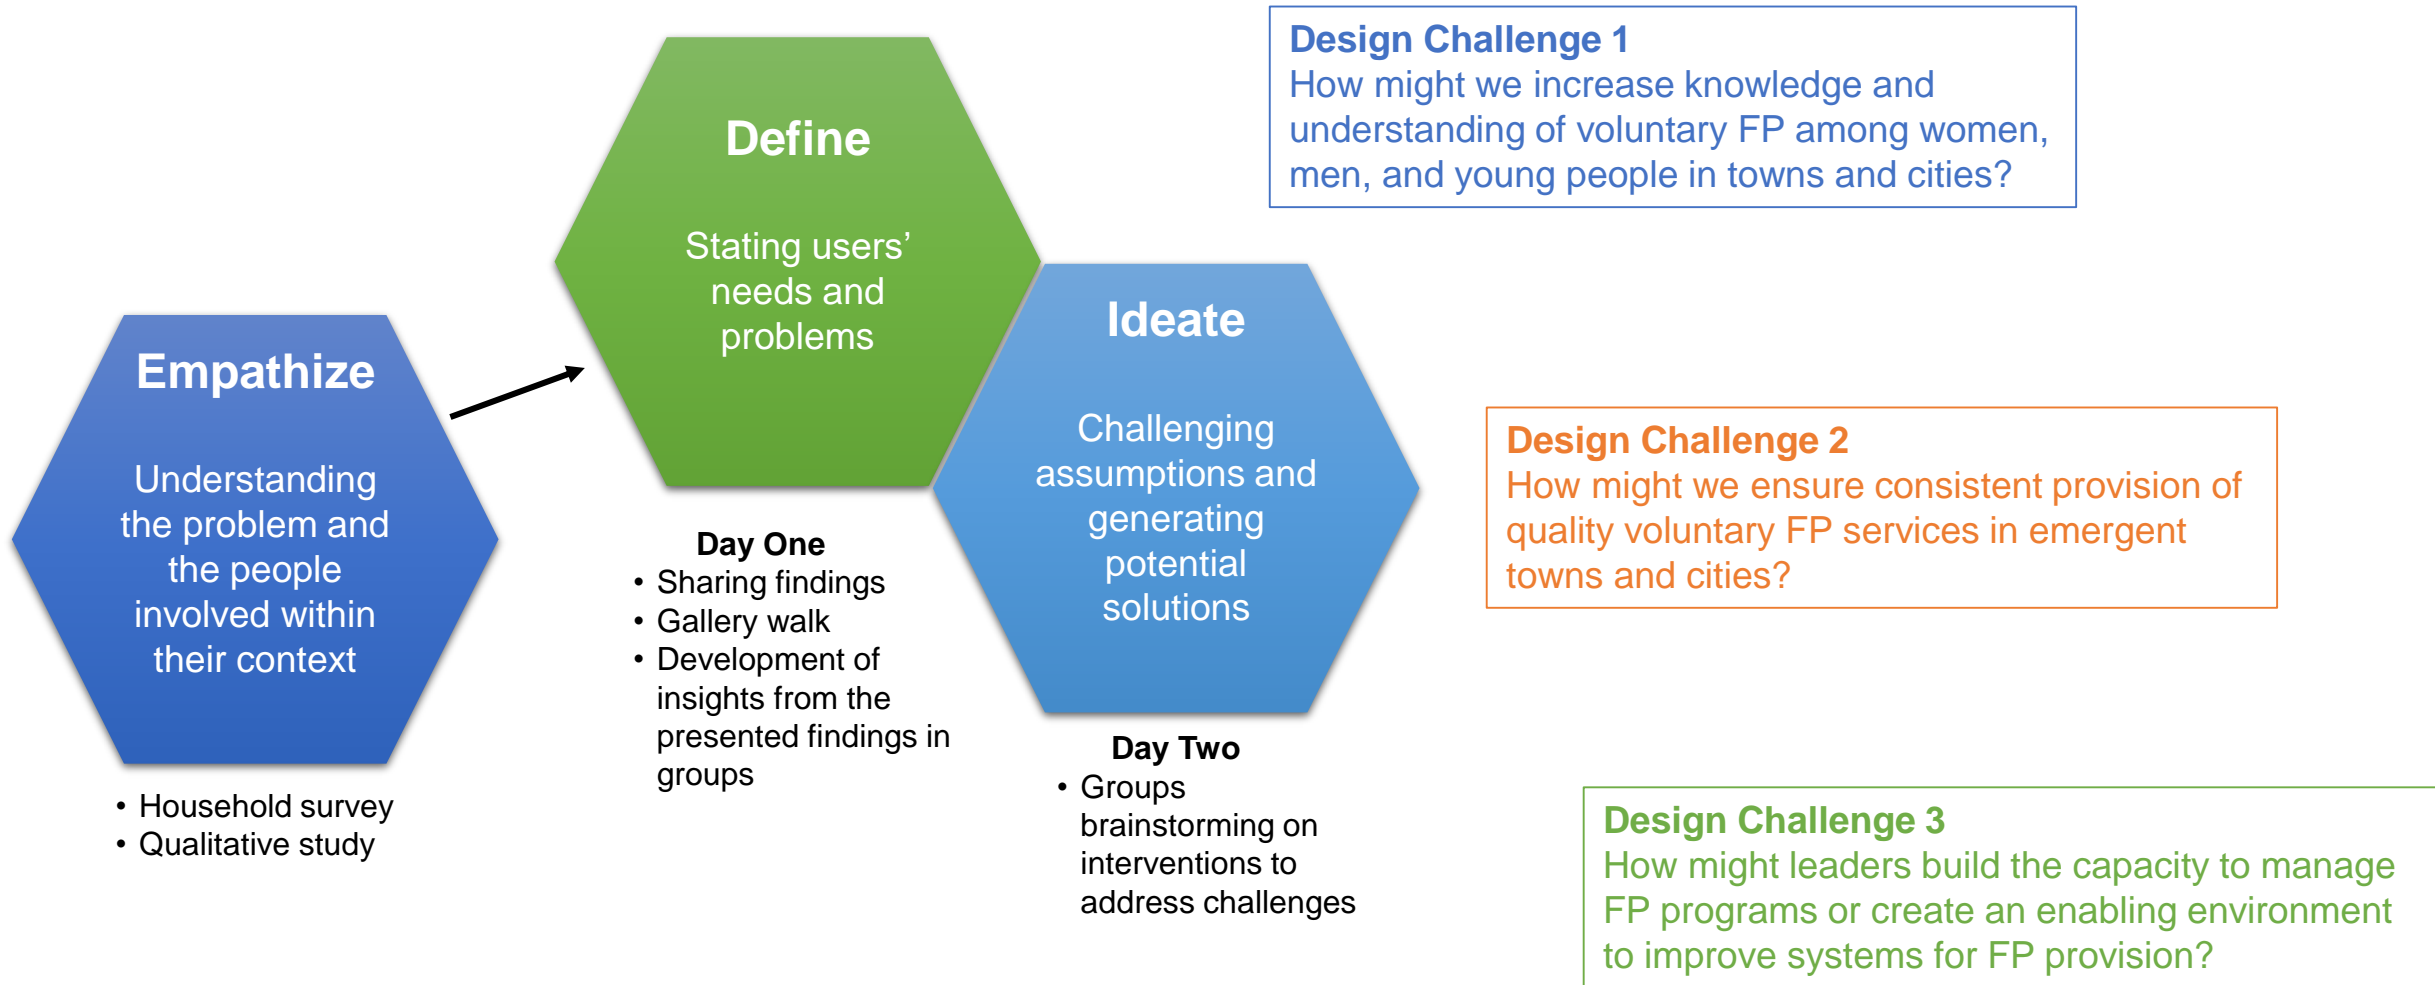 Empathize
Understanding
the problem and
the people
involved within
their context
• Household survey
• Qualitative study
Define
Stating users’
needs and
problems
Day One
• Sharing findings
• Gallery walk
• Development of
insights from the
presented findings in
groups
Ideate
Challenging
assumptions and
generating
potential
solutions
Day Two
• Groups
brainstorming on
interventions to
address challenges
Design Challenge 1
How might we increase knowledge and
understanding of voluntary FP among women,
men, and young people in towns and cities?
Design Challenge 2
How might we ensure consistent provision of
quality voluntary FP services in emergent
towns and cities?
Design Challenge 3
How might leaders build the capacity to manage
FP programs or create an enabling environment
to improve systems for FP provision?